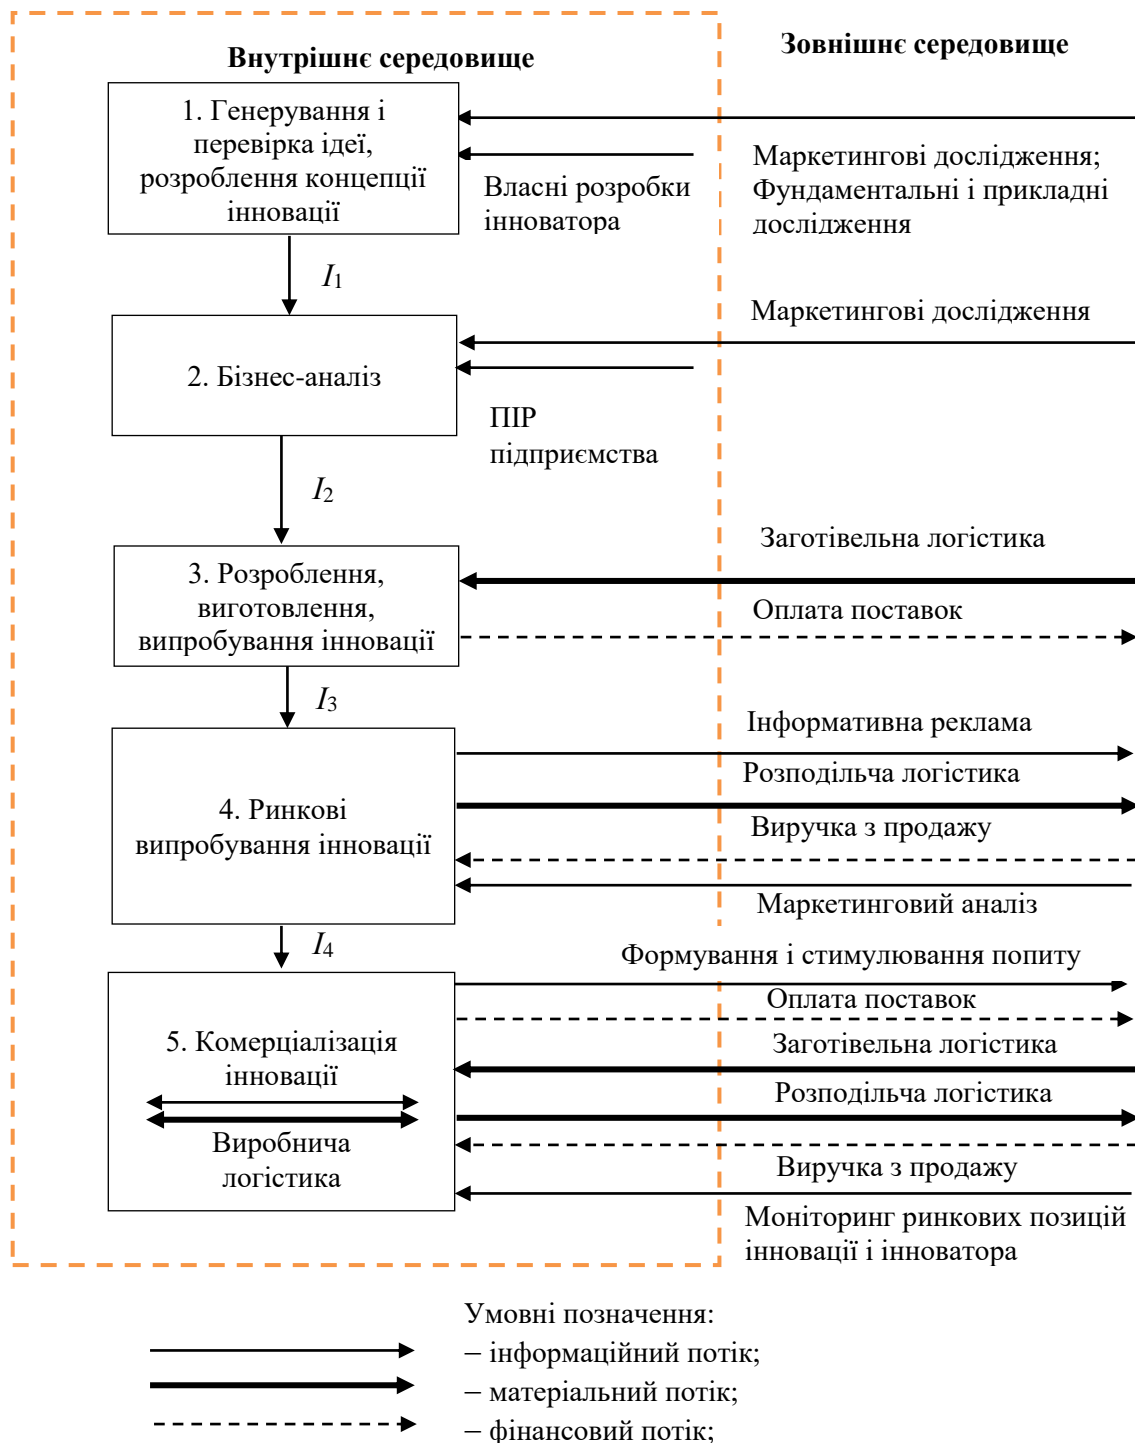 Внутрішнє середовище
Зовнішнє середовище
1. Генерування і
перевірка ідеї,
розроблення концепції
інновації
Власні розробки
інноватора
Маркетингові дослідження;
Фундаментальні і прикладні
дослідження
I1
Маркетингові дослідження
2. Бізнес-аналіз
ПІР
підприємства
I2
Заготівельна логістика
3. Розроблення,
виготовлення,
випробування інновації
Оплата поставок
I3
Інформативна реклама
Розподільча логістика
4. Ринкові
випробування інновації
Виручка з продажу
Маркетинговий аналіз
I4
Формування і стимулювання попиту
Оплата поставок
5. Комерціалізація
інновації
Заготівельна логістика
Розподільча логістика
Виробнича
логістика
Виручка з продажу
Моніторинг ринкових позицій
інновації і інноватора
Умовні позначення:
– інформаційний потік;
– матеріальний потік;
– фінансовий потік;